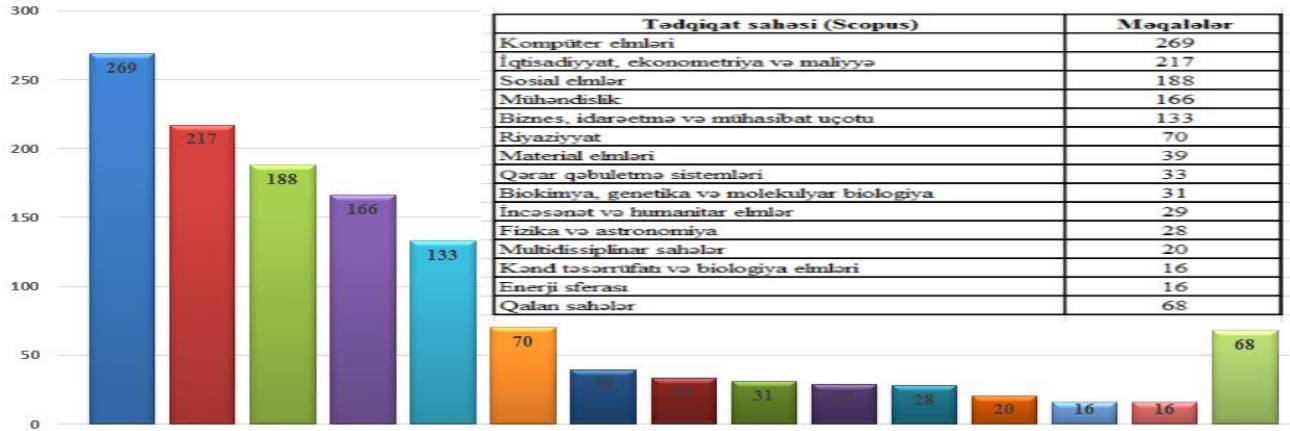 300
250
200
150
100
50
0
269
217
188
166
133
70
39
33
31
29
28
20
16
16
68
Tədqiqat sahəsi (Scopus) Məqalələr
Kompüter elmləri 269
İqtisadiyyat, ekonometriya və maliyyə 217
Sosial elmlər 188
Mühəndislik 166
Biznes, idarəetmə və mühasibat uçotu 133
Riyaziyyat 70
Material elmləri 39
Qərar qəbuletmə sistemləri 33
Biokimya, genetika və molekulyar biologiya 31
İncəsənət və humanitar elmlər 29
Fizika və astronomiya 28
Multidissiplinar sahələr 20
Kənd təsərrüfatı və biologiya elmləri 16
Enerji sferası 16
Qalan sahələr 68